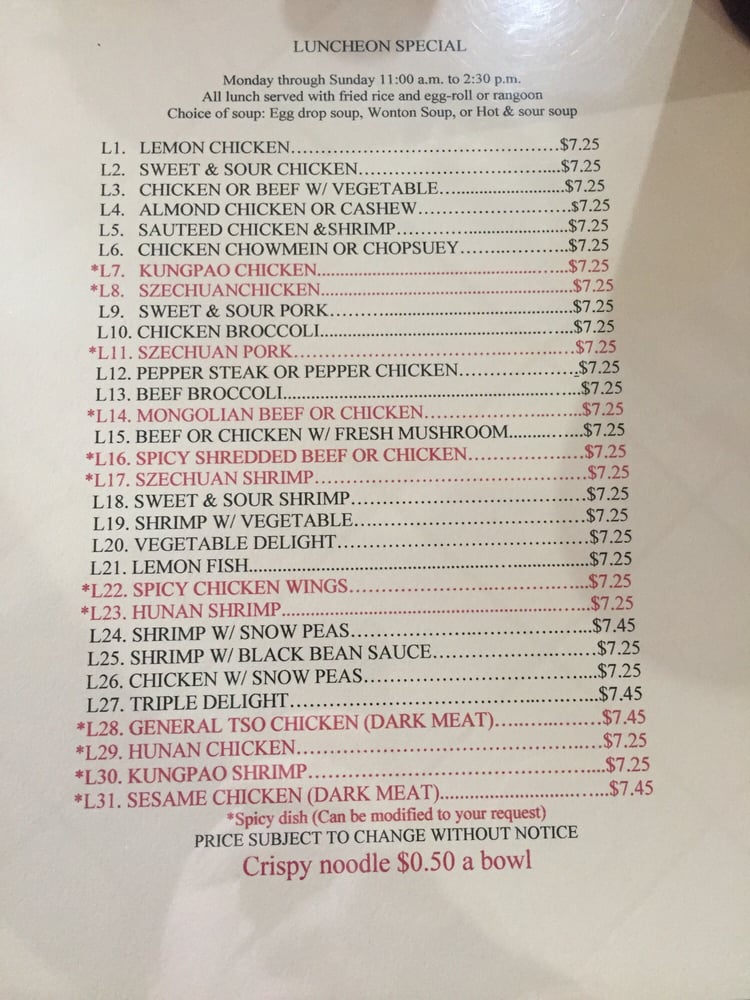 LUNCHEON SPECIAL
Monday through Sunday 11:00 a.m. to 2:30 p.m.
All lunch served with fried rice and egg-roll or rangoon
Choice of soup: Egg drop soup, Wonton Soup, or Hot & sour soup
L1. LEMON CHICKEN..................................................$7.25
L2. SWEET & SOUR CHICKEN......................................$7.25
L3. CHICKEN OR BEEF W/ VEGETABLE........................$7.25
L4. ALMOND CHICKEN OR CASHEW............................$7.25
L5. SAUTEED CHICKEN &SHRIMP................................$7.25
L6. CHICKEN CHOWMEIN OR CHOPSUEY....................$7.25
*L7. KUNGPAO CHICKEN..............................................$7.25
*L8. SZECHUANCHICKEN.............................................$7.25
L9. SWEET & SOUR PORK...........................................$7.25
L10. CHICKEN BROCCOLI............................................$7.25
*L11. SZECHUAN PORK.................................................$7.25
L12. PEPPER STEAK OR PEPPER CHICKEN.....................$7.25
L13. BEEF BROCCOLI...................................................$7.25
*L14. MONGOLIAN BEEF OR CHICKEN..........................$7.25
L15. BEEF OR CHICKEN W/ FRESH MUSHROOM.............$7.25
*L16. SPICY SHREDDED BEEF OR CHICKEN....................$7.25
*L17. SZECHUAN SHRIMP.............................................$7.25
L18. SWEET & SOUR SHRIMP........................................$7.25
L19. SHRIMP W/ VEGETABLE........................................$7.25
L20. VEGETABLE DELIGHT..........................................$7.25
L21. LEMON FISH........................................................$7.25
*L22. SPICY CHICKEN WINGS........................................$7.25
*L23. HUNAN SHRIMP..................................................$7.25
L24. SHRIMP W/ SNOW PEAS........................................$7.45
L25. SHRIMP W/ BLACK BEAN SAUCE...........................$7.25
L26. CHICKEN W/ SNOW PEAS......................................$7.25
L27. TRIPLE DELIGHT.................................................$7.45
*L28. GENERAL TSO CHICKEN (DARK MEAT)................$7.45
*L29. HUNAN CHICKEN................................................$7.25
*L30. KUNGPAO SHRIMP...............................................$7.25
*L31. SESAME CHICKEN (DARK MEAT)..........................$7.45
*Spicy dish (Can be modified to your request)
PRICE SUBJECT TO CHANGE WITHOUT NOTICE
Crispy noodle $0.50 a bowl